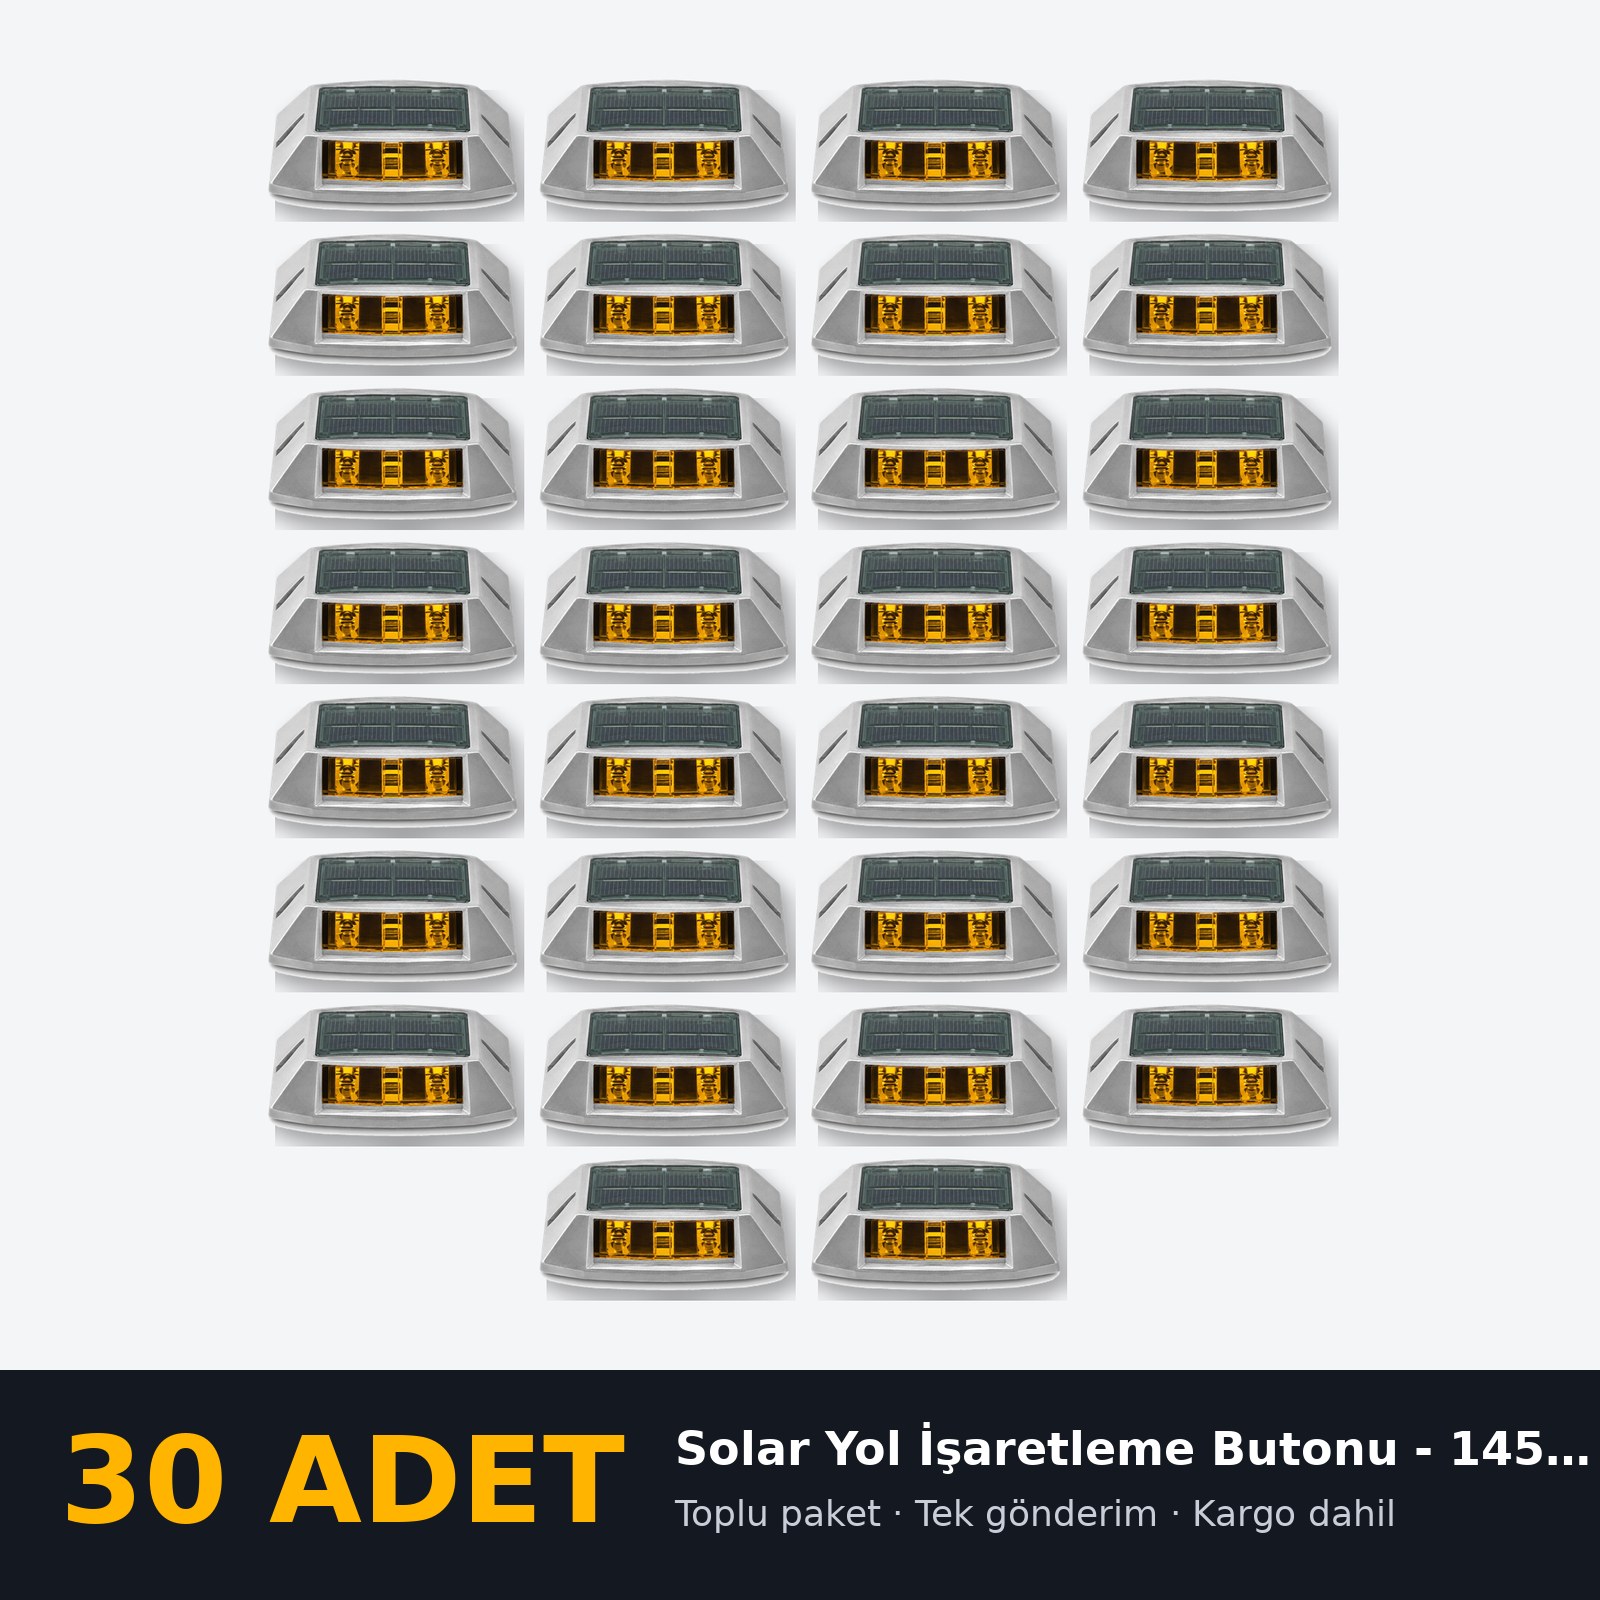 30 ADET
Solar Yol İşaretleme Butonu - 145…
Toplu paket · Tek gönderim · Kargo dahil